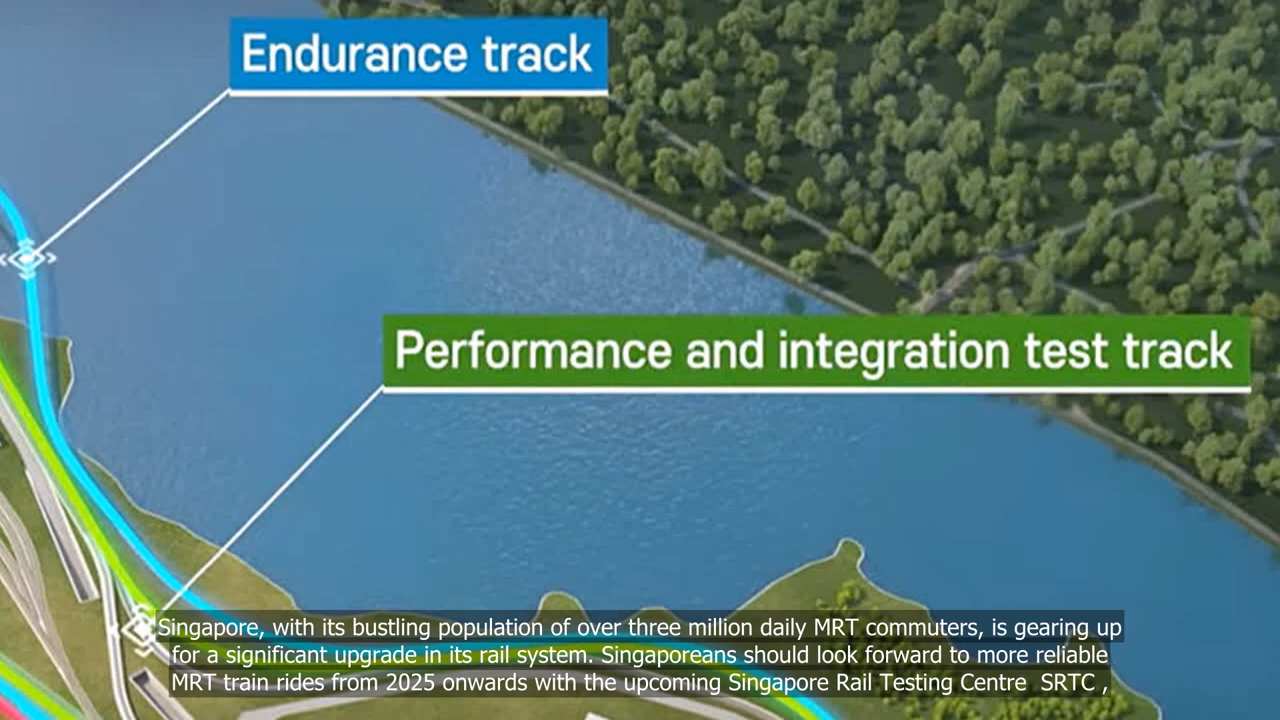 Endurance track
Performance and integration test track
Singapore, with its bustling population of over three million daily MRT commuters, is gearing up
for a significant upgrade in its rail system. Singaporeans should look forward to more reliable
MRT train rides from 2025 onwards with the upcoming Singapore Rail Testing Centre  SRTC ,